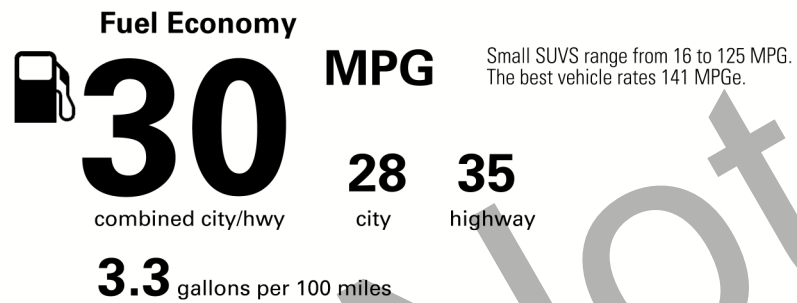 Fuel Economy
30 MPG
Small SUVS range from 16 to 125 MPG.
The best vehicle rates 141 MPGe.
28 35
combined city/hwy city highway
3.3 gallons per 100 miles
Not